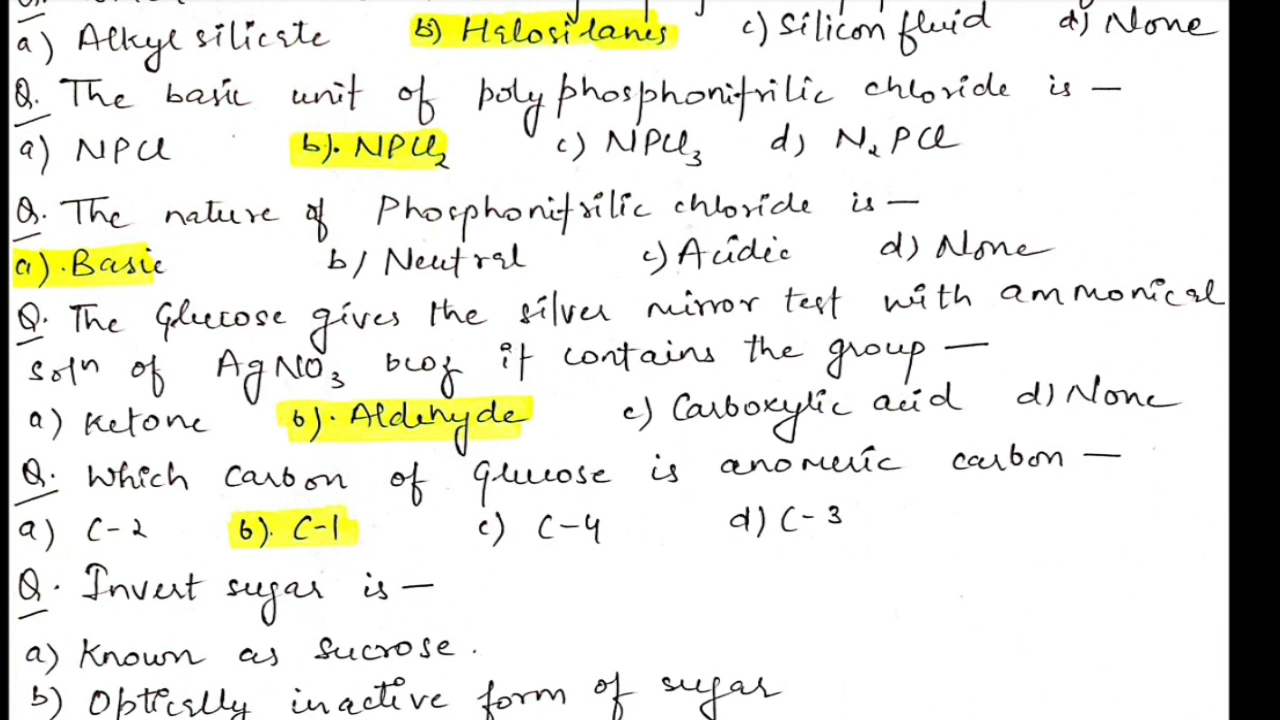 a) Alkyl silicate b) Halosilanes c) Silicon fluid d) None
Q. The basic unit of polyphosphonitrilic chloride is —
a) NPCl b). NPCl₂ c) NPCl₃ d) N₂PCl
Q. The nature of Phosphonitrilic chloride is —
a). Basic b) Neutral c) Acidic d) None
Q. The Glucose gives the silver mirror test with ammonical
Soln of AgNO₃ bcoz it contains the group —
a) Ketone b). Aldehyde c) Carboxylic acid d) None
Q. Which carbon of glucose is anomeric carbon —
a) C-2 b). C-1 c) C-4 d) C-3
Q. Invert sugar is —
a) Known as sucrose.
b) Optically inactive form of sugar